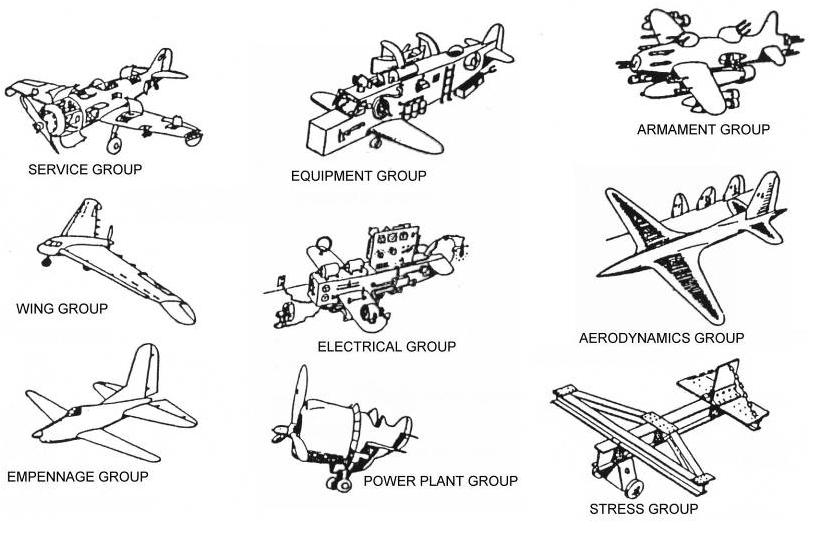 SERVICE GROUP
EQUIPMENT GROUP
ARMAMENT GROUP
WING GROUP
ELECTRICAL GROUP
AERODYNAMICS GROUP
EMPENNAGE GROUP
POWER PLANT GROUP
STRESS GROUP